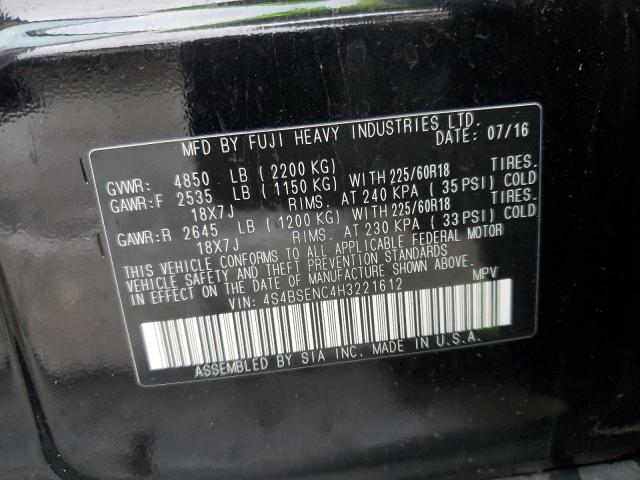 MFD BY FUJI HEAVY INDUSTRIES LTD.
DATE: 07/16
GVWR: 4850 LB (2200 KG) TIRES.
GAWR:F 2535 LB (1150 KG) WITH 225/60R18
18X7J RIMS. AT 240 KPA (35 PSI) COLD
GAWR:R 2645 LB (1200 KG) WITH 225/60R18 TIRES.
18X7J RIMS. AT 230 KPA (33 PSI) COLD
THIS VEHICLE CONFORMS TO ALL APPLICABLE FEDERAL MOTOR
VEHICLE SAFETY AND THEFT PREVENTION STANDARDS
IN EFFECT ON THE DATE OF MANUFACTURE SHOWN ABOVE.
VIN: 4S4BSENC4H3221612 MPV
ASSEMBLED BY SIA INC. MADE IN U.S.A.